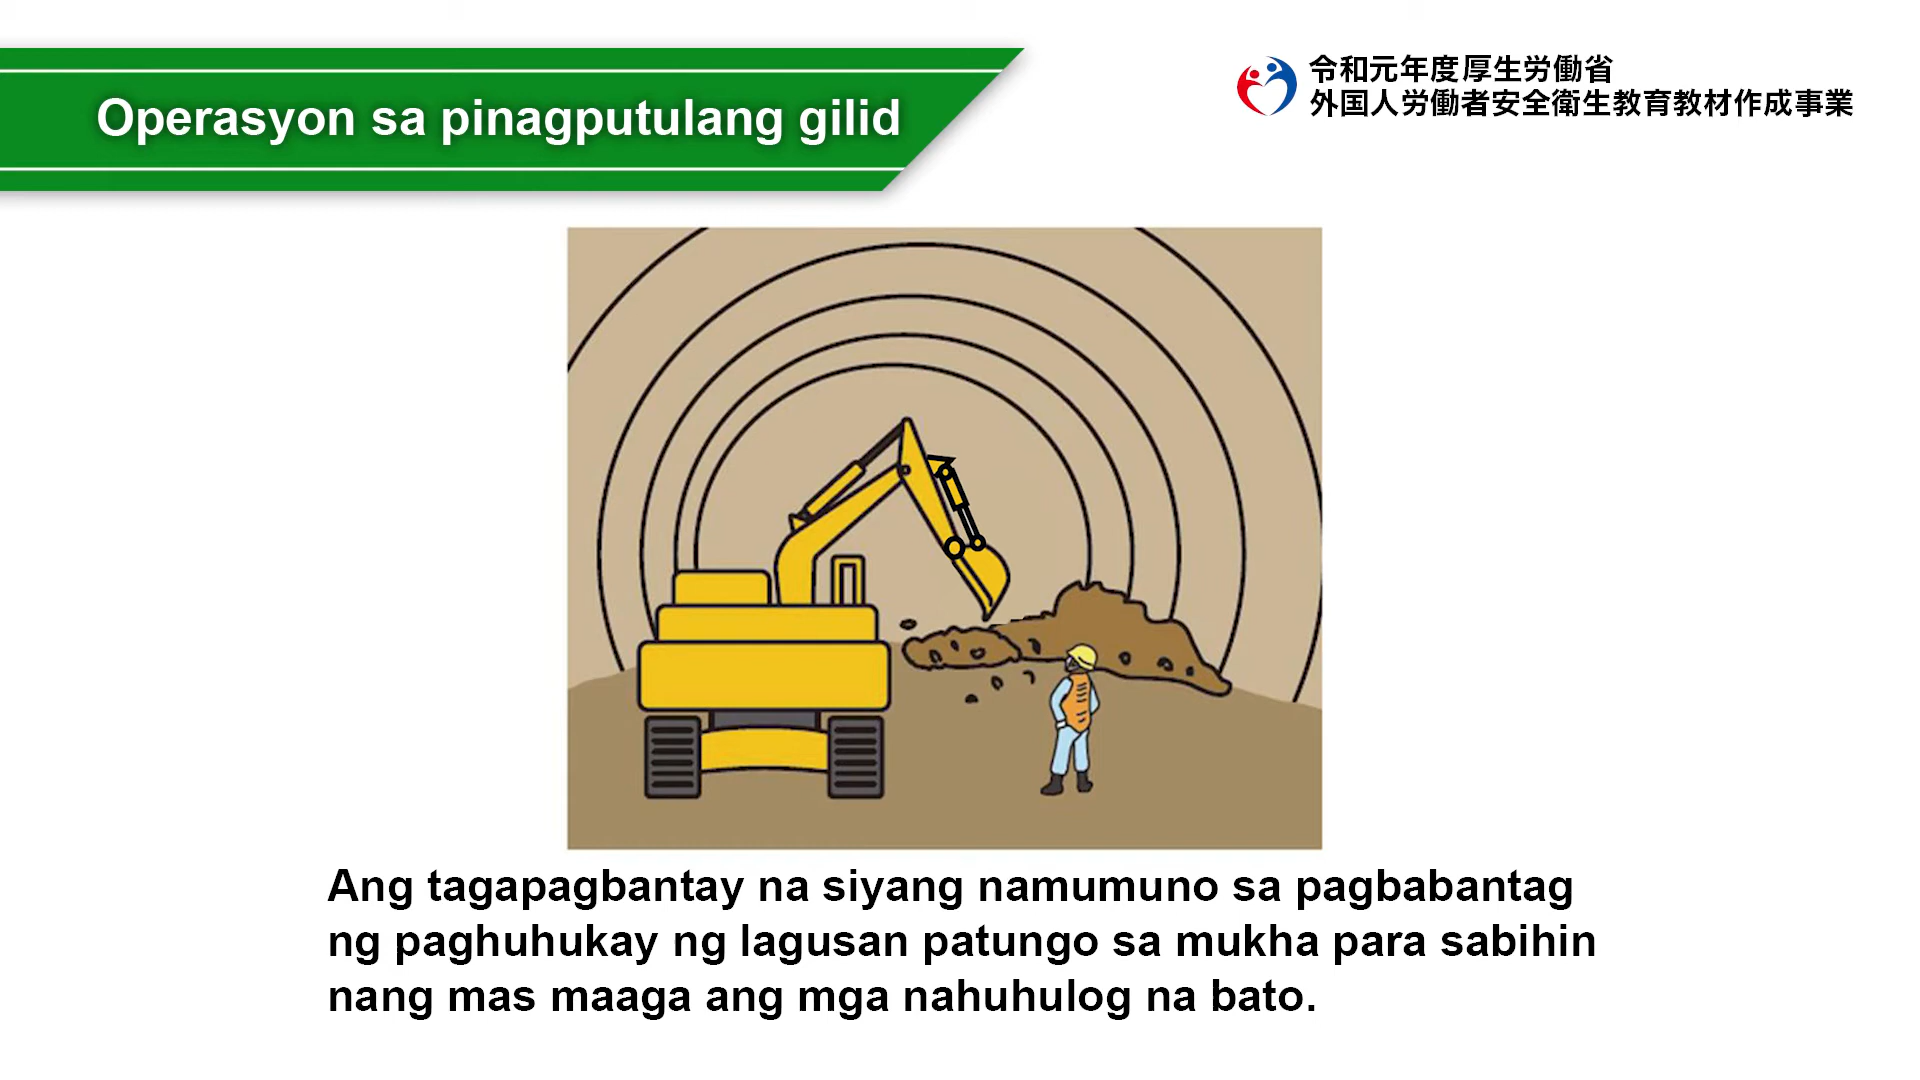 Operasyon sa pinagputulang gilid
令和元年度厚生労働省
外国人労働者安全衛生教育教材作成事業
Ang tagapagbantay na siyang namumuno sa pagbabantag
ng paghuhukay ng lagusan patungo sa mukha para sabihin
nang mas maaga ang mga nahuhulog na bato.